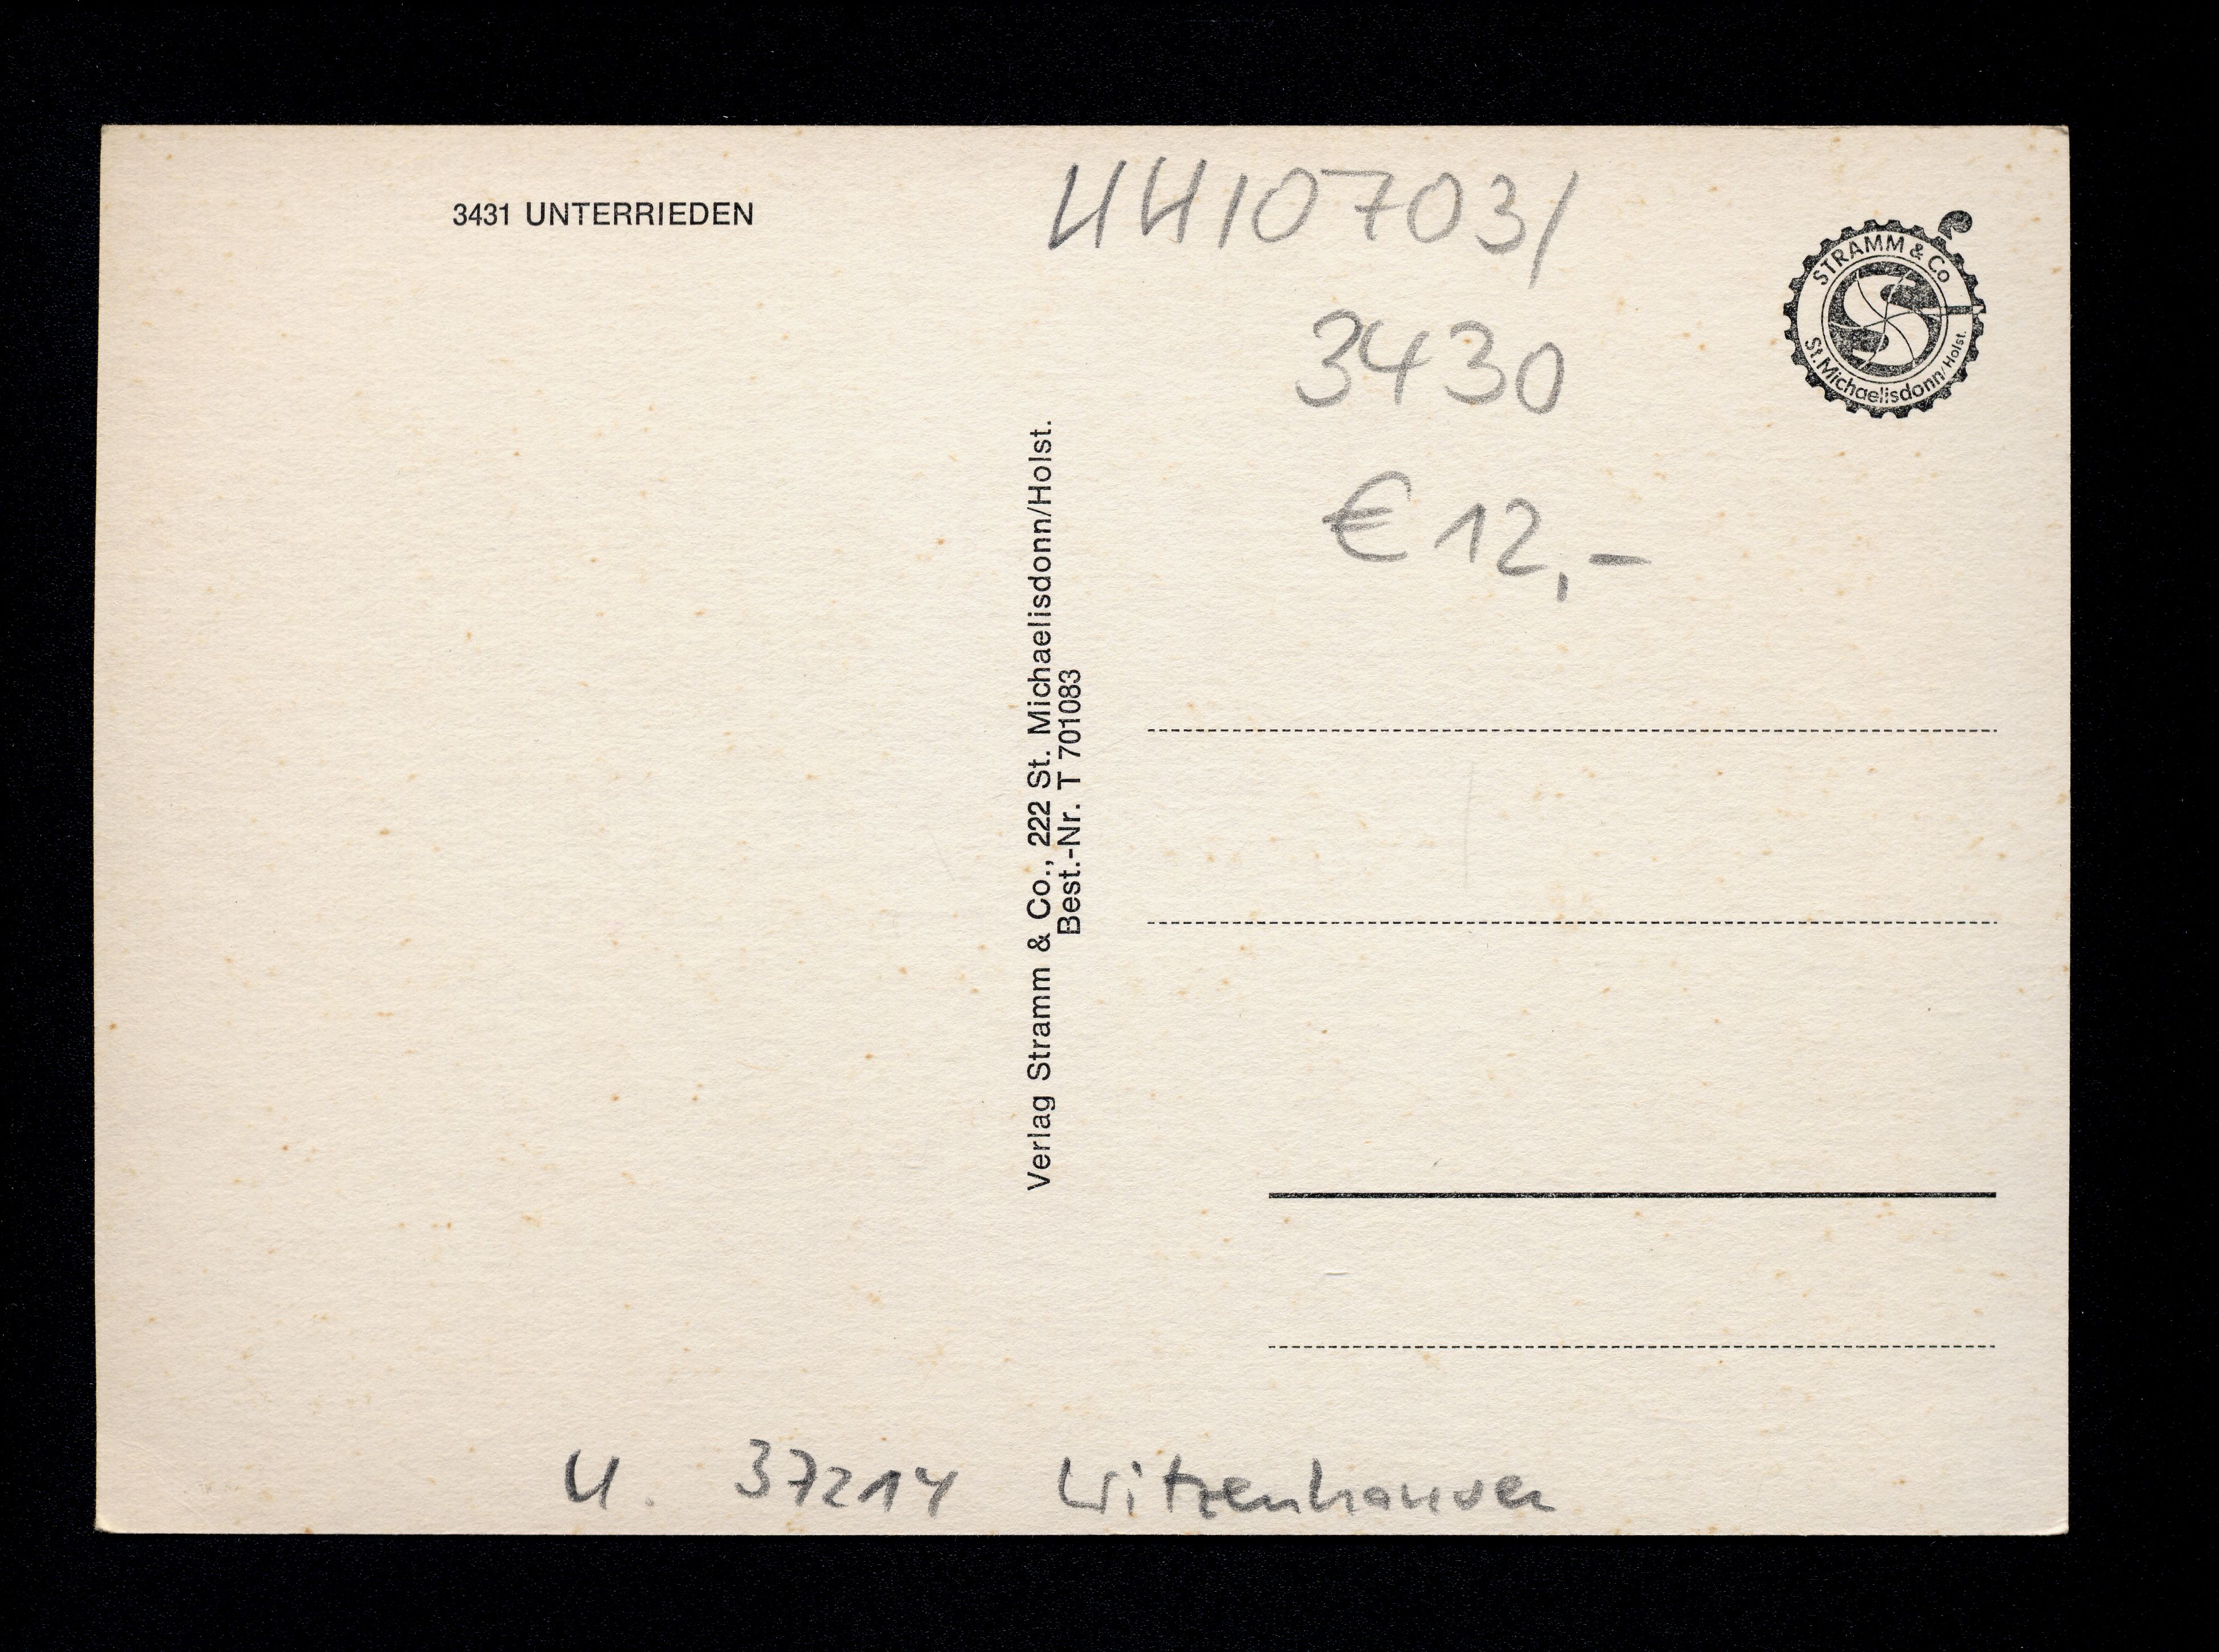 3431 UNTERRIEDEN
HH10703/
3430
€ 12,-
STRAMM & Co
St. Michaelisdonn/Holst.
Verlag Stramm & Co., 222 St. Michaelisdonn/Holst.
Best.-Nr. T 701083
U. 37214 Witzenhausen